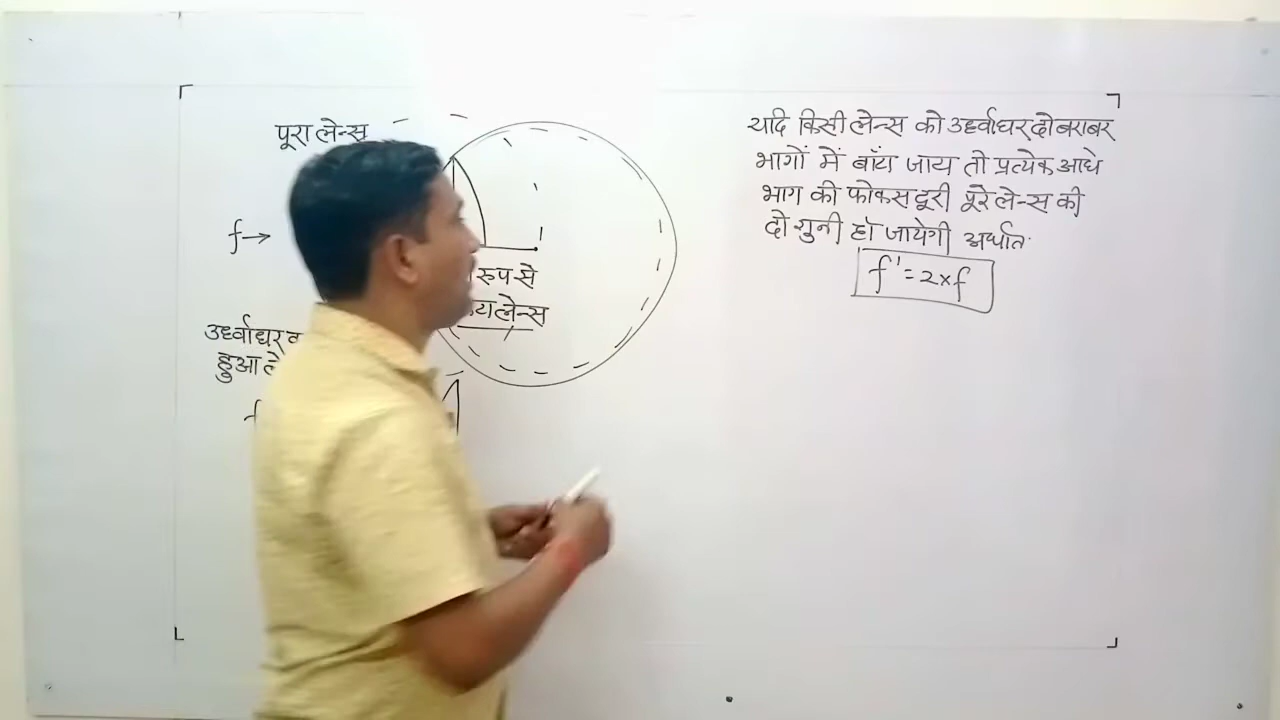 पूरा लेन्स
f→
रुप से
लेन्स
उर्ध्वाधर
हुआ
यदि किसी लेन्स को उर्ध्वाधर दो बराबर
भागों में बाँटा जाय तो प्रत्येक आधे
भाग की फोकस दूरी पूरे लेन्स की
दो गुनी हो जायेगी अर्थात
f' = 2×f